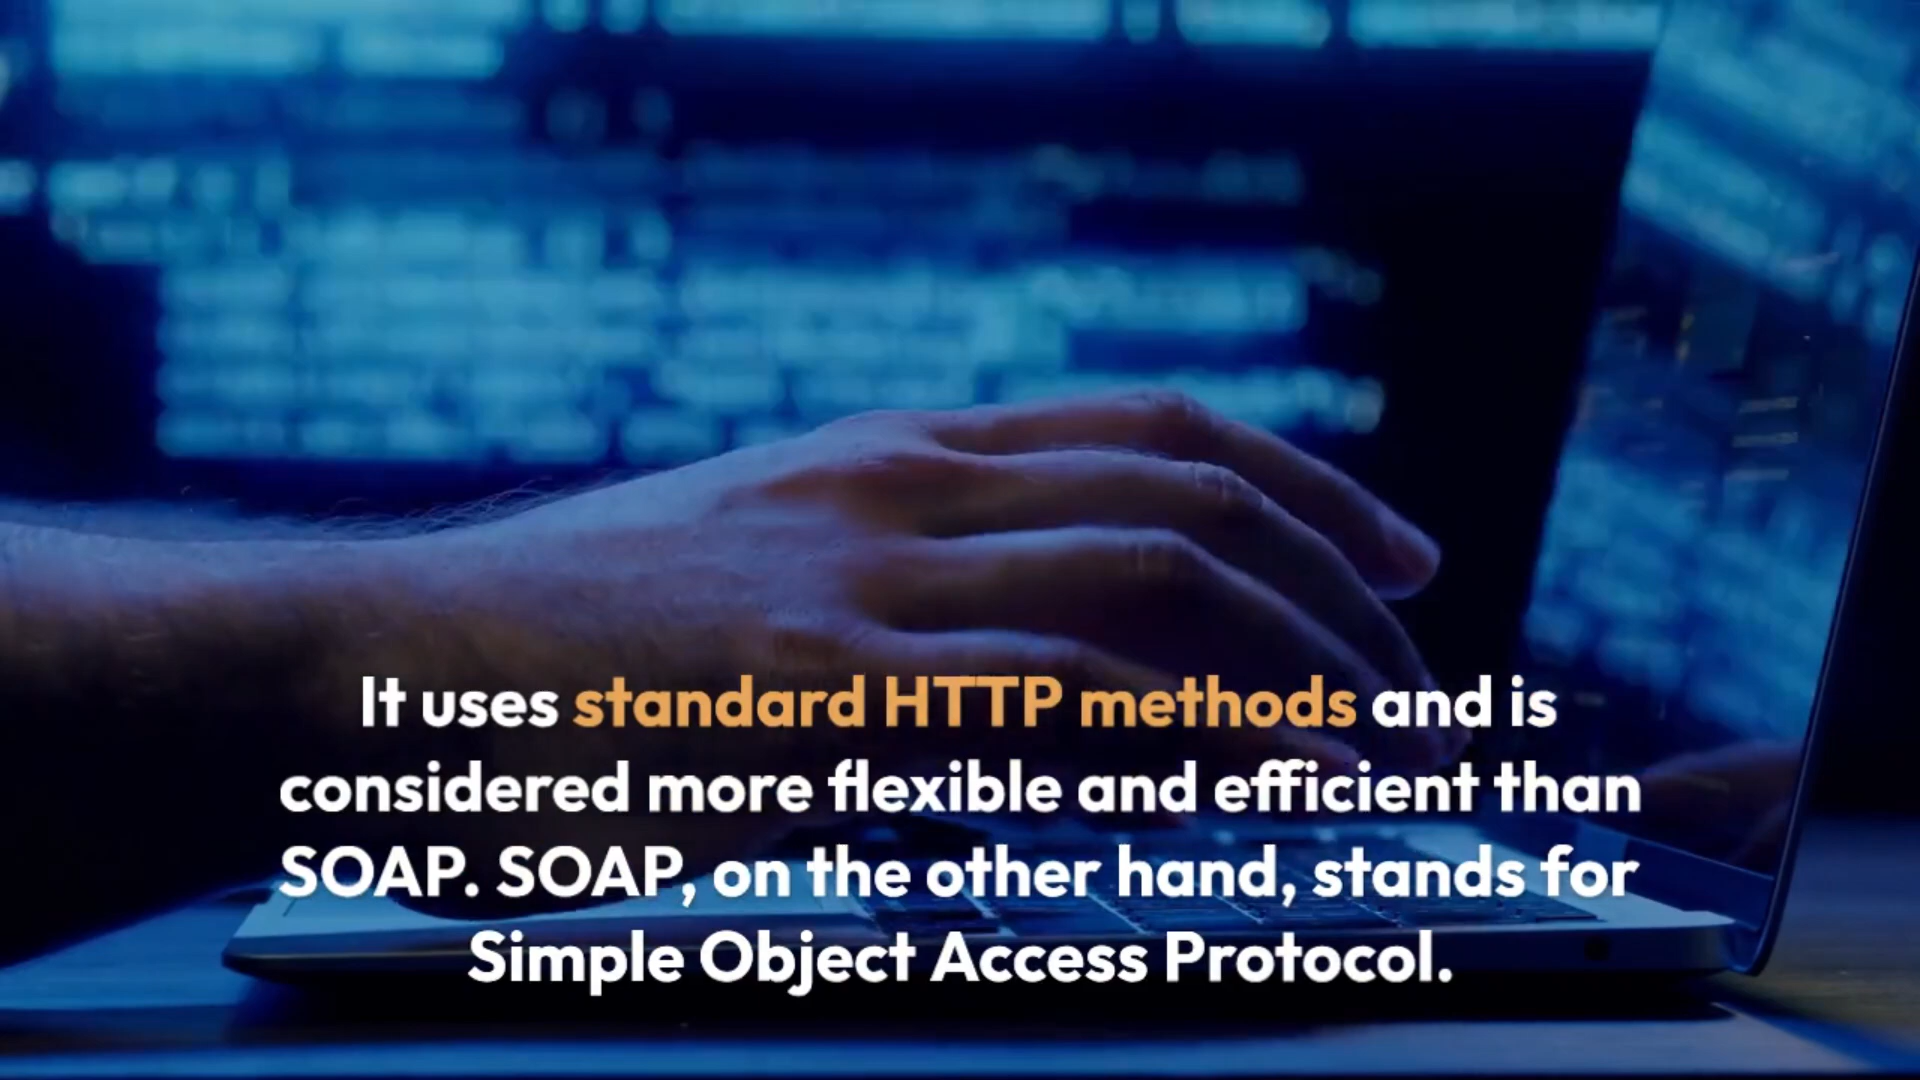 It uses standard HTTP methods and is
considered more flexible and efficient than
SOAP. SOAP, on the other hand, stands for
Simple Object Access Protocol.